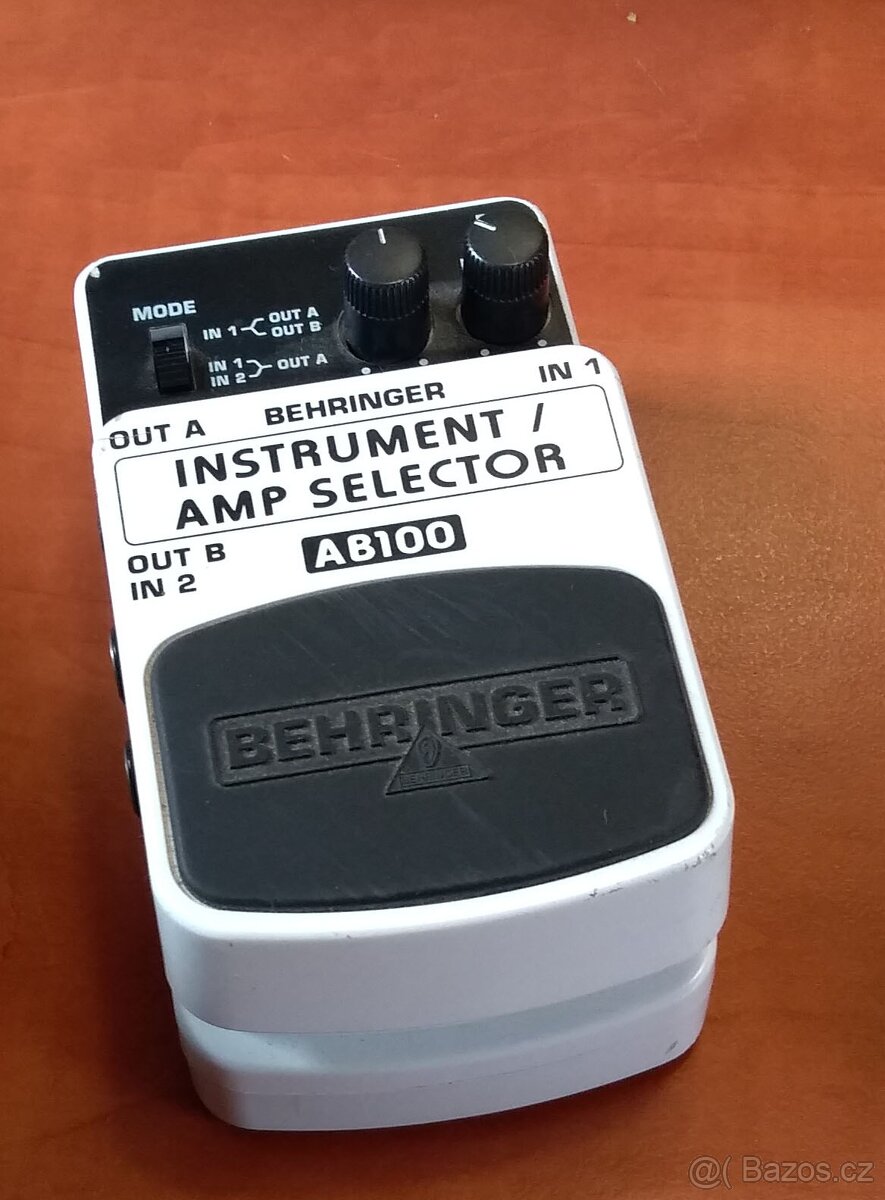 MODE
IN 1 OUT A
OUT B
IN 1 OUT A
IN 2
OUT A BEHRINGER IN 1
INSTRUMENT /
AMP SELECTOR
OUT B
IN 2
AB100
BEHRINGER
BEHRINGER
@( Bazos.cz